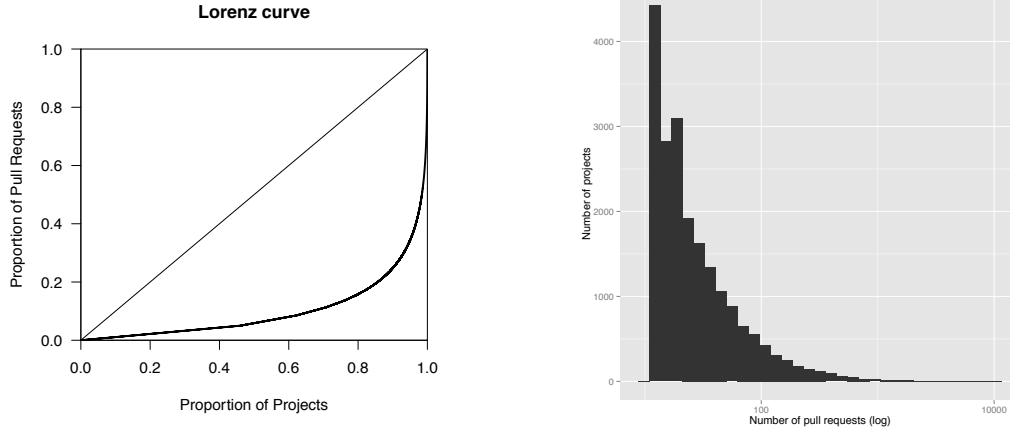 Lorenz curve
1.0
0.8
0.6
0.4
0.2
0.0
Proportion of Pull Requests
0.0 0.2 0.4 0.6 0.8 1.0
Proportion of Projects
4000
3000
2000
1000
0
Number of projects
100 10000
Number of pull requests (log)